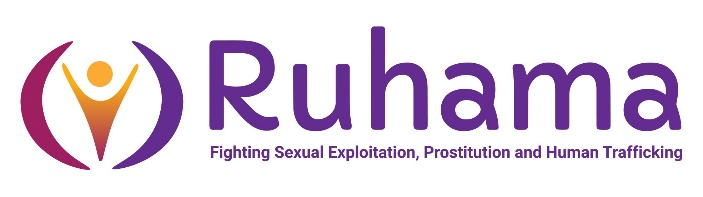 Ruhama
Fighting Sexual Exploitation, Prostitution and Human Trafficking